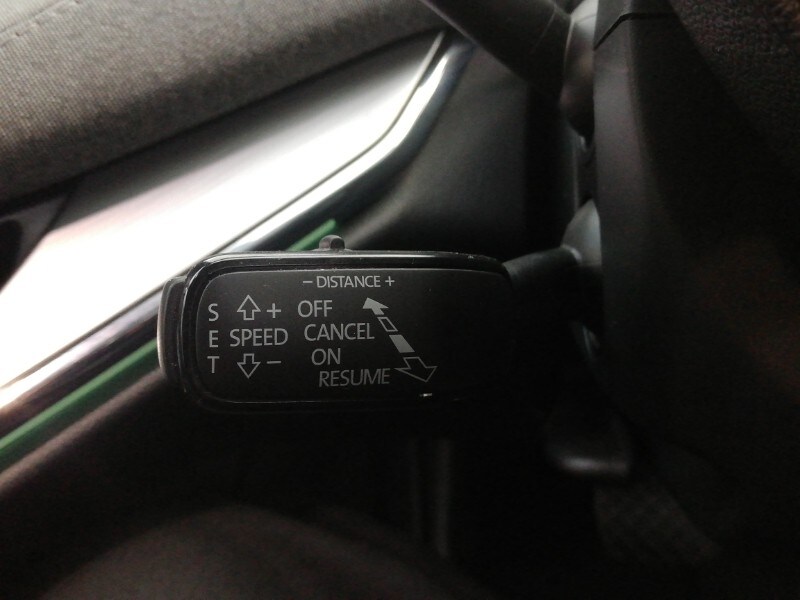 – DISTANCE +
S + OFF
E SPEED CANCEL
T – ON
RESUME